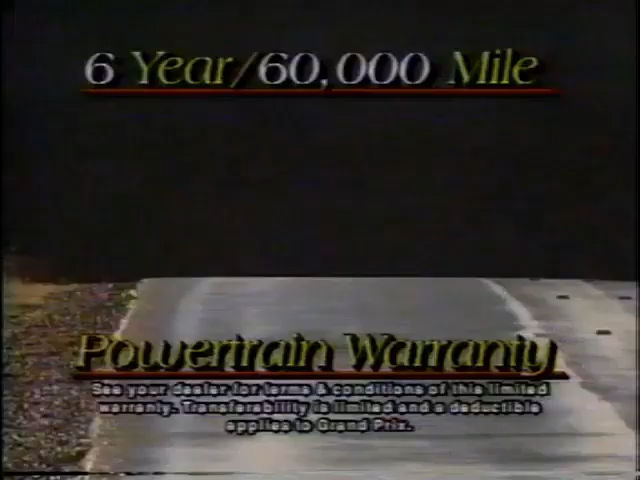 6 Year/60,000 Mile
Powertrain Warranty
See your dealer for terms & conditions of this limited
warranty. Transferability is limited and a deductible
applies to Grand Prix.